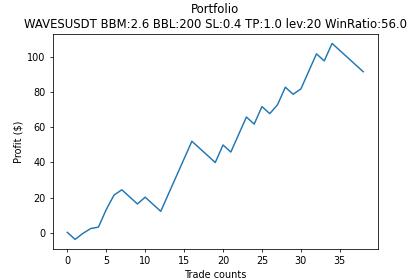 Portfolio
WAVESUSDT BBM:2.6 BBL:200 SL:0.4 TP:1.0 lev:20 WinRatio:56.0
100
80
60
40
20
0
Profit ($)
0 5 10 15 20 25 30 35
Trade counts